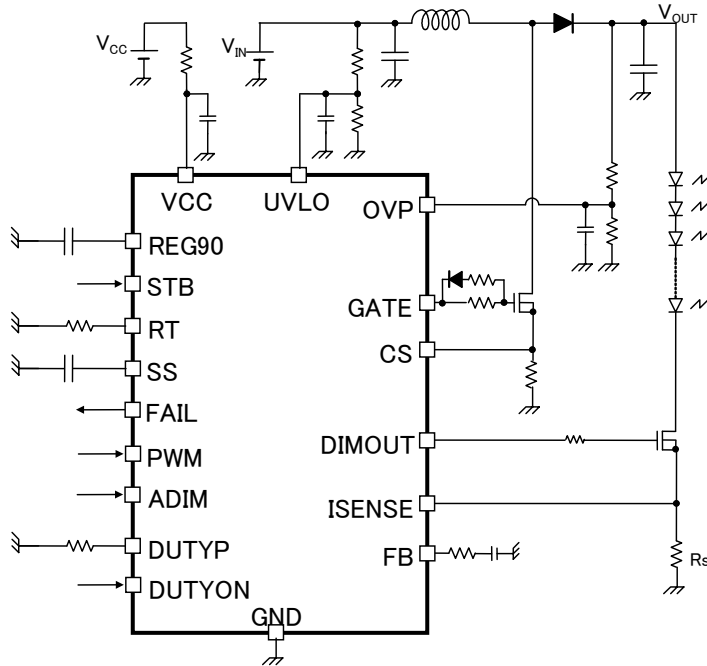 VCC
VIN
VOUT
VCC
UVLO
OVP
REG90
STB
GATE
RT
CS
SS
FAIL
DIMOUT
PWM
ADIM
ISENSE
DUTYP
FB
Rs
DUTYON
GND